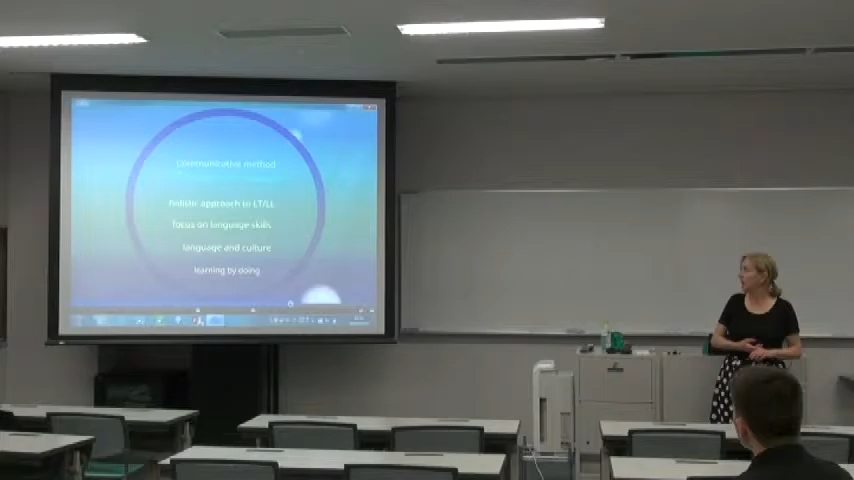 Communicative method
holistic approach to LT/LL
focus on language skills
language and culture
learning by doing